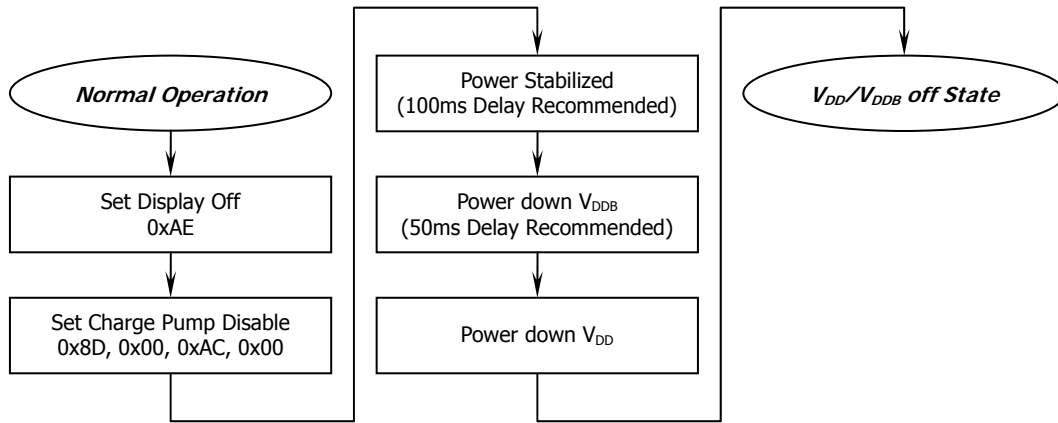 Normal Operation
Set Display Off
0xAE
Set Charge Pump Disable
0x8D, 0x00, 0xAC, 0x00
Power Stabilized
(100ms Delay Recommended)
Power down VDDB
(50ms Delay Recommended)
Power down VDD
VDD/VDDB off State